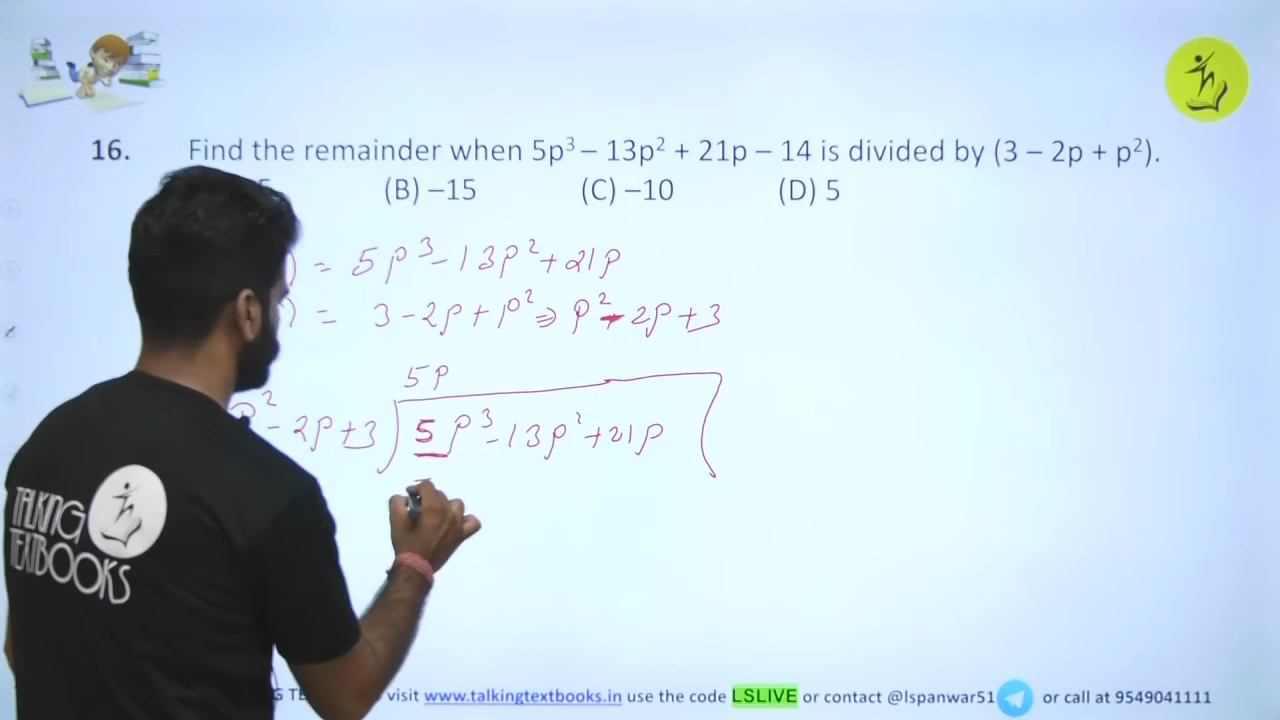 16. Find the remainder when 5p³ – 13p² + 21p – 14 is divided by (3 – 2p + p²).
5 (B) –15 (C) –10 (D) 5
) = 5p³ - 13p² + 21p
) = 3 - 2p + p² ⇒ p² - 2p + 3
5p
p² - 2p + 3 ) 5p³ - 13p² + 21p
TALKING
TEXTBOOKS
visit www.talkingtextbooks.in use the code LSLIVE or contact @lspanwar51 or call at 9549041111